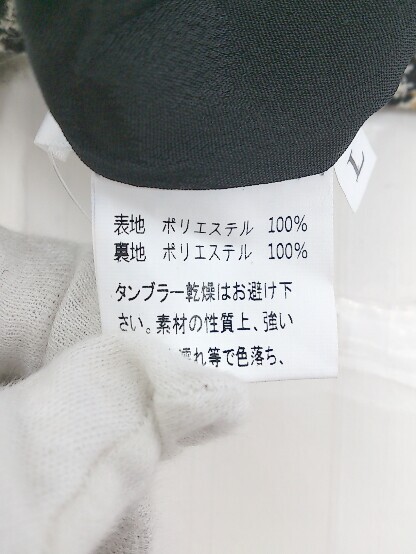 表地 ポリエステル 100%
裏地 ポリエステル 100%
タンブラー乾燥はお避け下
さい。素材の性質上、強い
濡れ等で色落ち、
L